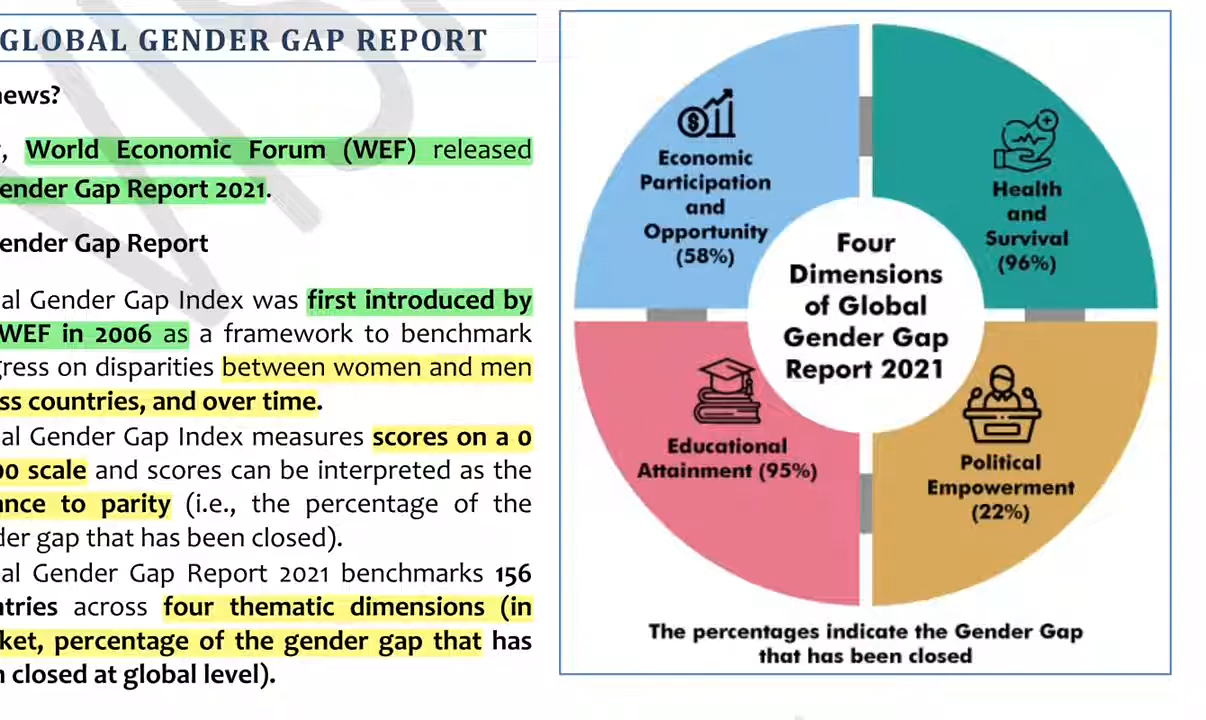 GLOBAL GENDER GAP REPORT
news?
World Economic Forum (WEF) released
ender Gap Report 2021.
ender Gap Report
al Gender Gap Index was first introduced by
WEF in 2006 as a framework to benchmark
gress on disparities between women and men
ss countries, and over time.
al Gender Gap Index measures scores on a 0
00 scale and scores can be interpreted as the
ance to parity (i.e., the percentage of the
der gap that has been closed).
al Gender Gap Report 2021 benchmarks 156
ntries across four thematic dimensions (in
ket, percentage of the gender gap that has
n closed at global level).
Economic
Participation
and
Opportunity
(58%)
Health
and
Survival
(96%)
Four
Dimensions
of Global
Gender Gap
Report 2021
Educational
Attainment (95%)
Political
Empowerment
(22%)
The percentages indicate the Gender Gap
that has been closed